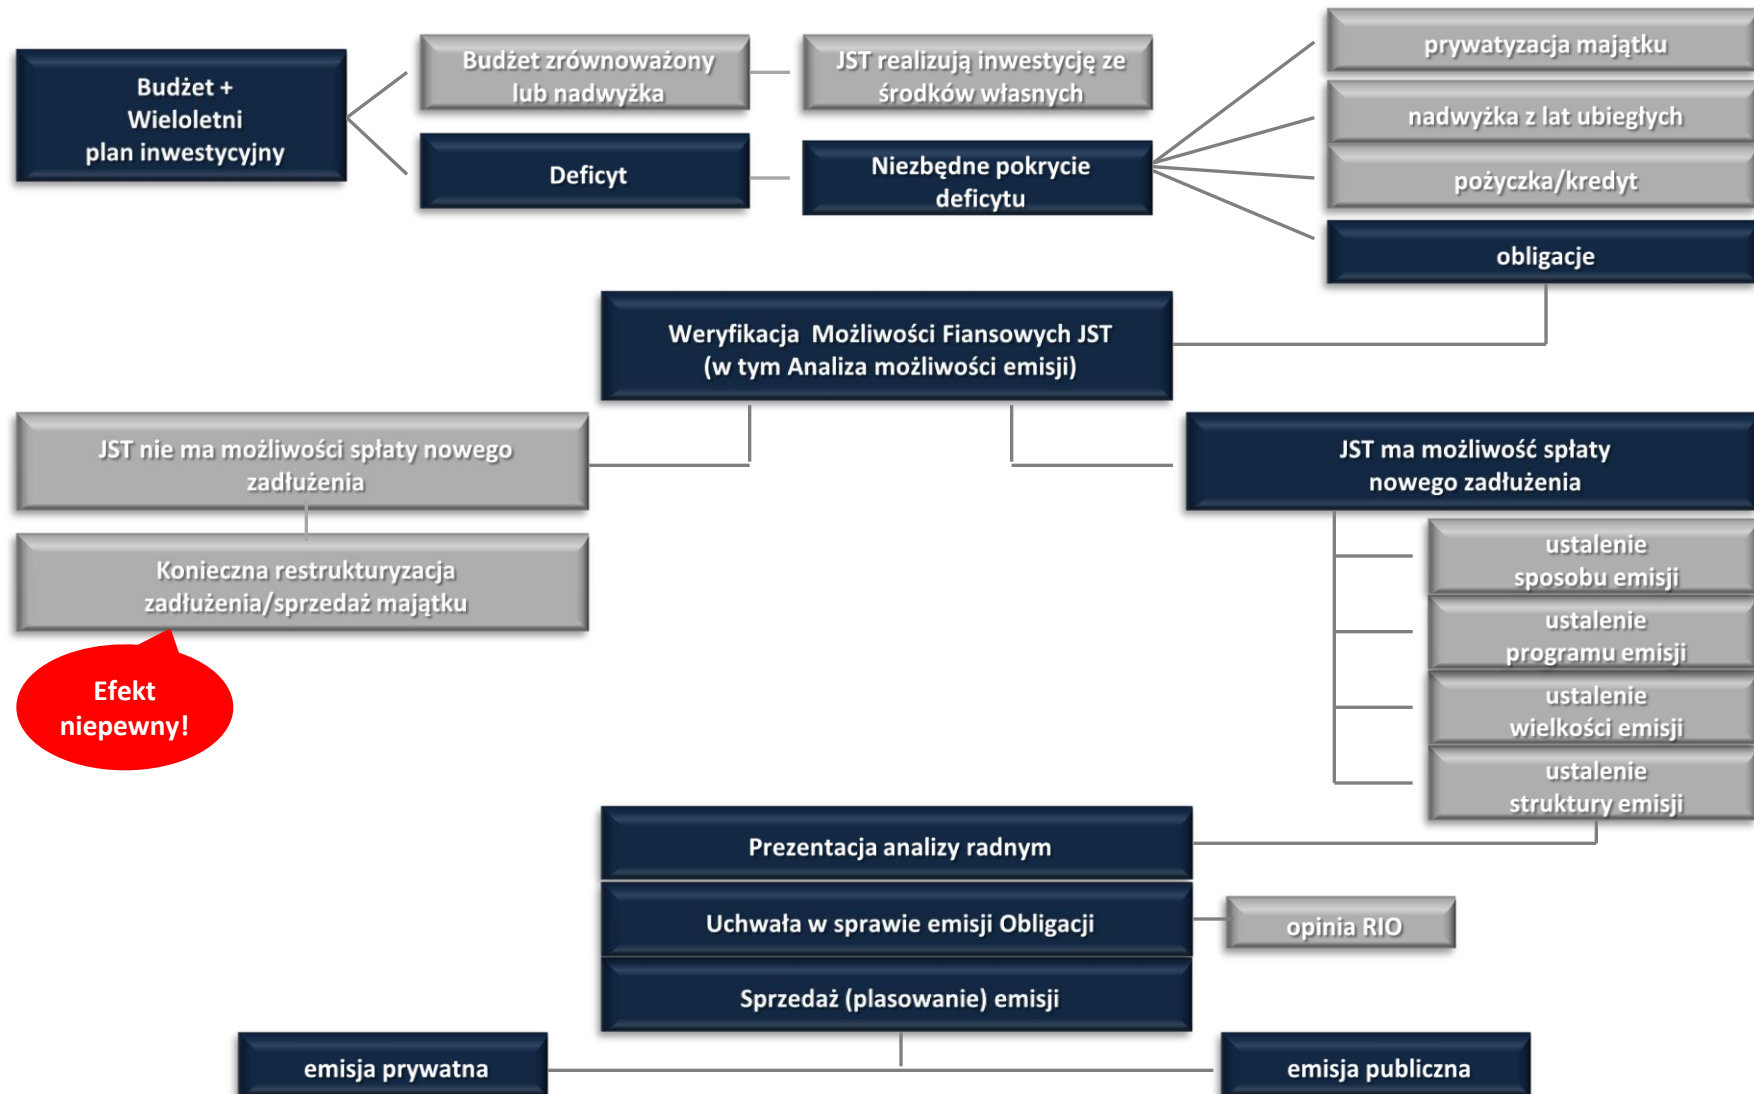 Budżet +
Wieloletni
plan inwestycyjny
Budżet zrównoważony
lub nadwyżka
JST realizują inwestycję ze
środków własnych
Deficyt
Niezbędne pokrycie
deficytu
prywatyzacja majątku
nadwyżka z lat ubiegłych
pożyczka/kredyt
obligacje
Weryfikacja Możliwości Fiansowych JST
(w tym Analiza możliwości emisji)
JST nie ma możliwości spłaty nowego
zadłużenia
Konieczna restrukturyzacja
zadłużenia/sprzedaż majątku
Efekt
niepewny!
JST ma możliwość spłaty
nowego zadłużenia
ustalenie
sposobu emisji
ustalenie
programu emisji
ustalenie
wielkości emisji
ustalenie
struktury emisji
Prezentacja analizy radnym
Uchwała w sprawie emisji Obligacji
opinia RIO
Sprzedaż (plasowanie) emisji
emisja prywatna
emisja publiczna